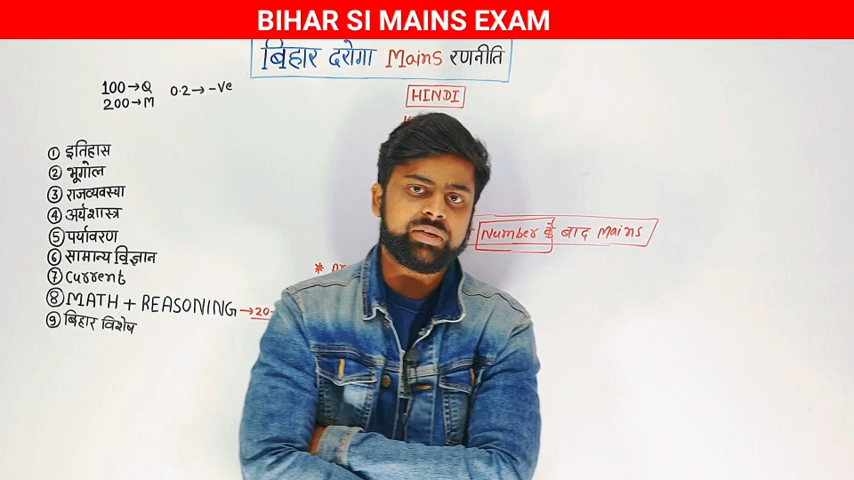 BIHAR SI MAINS EXAM
बिहार दरोगा Mains रणनीति
100→Q 0.2→-Ve
200→M
HINDI
① इतिहास
② भूगोल
③ राजव्यवस्था
④ अर्थशास्त्र
⑤ पर्यावरण
⑥ सामान्य विज्ञान
⑦ Current
⑧ MATH + REASONING →20
⑨ बिहार विशेष
Number के बाद Mains